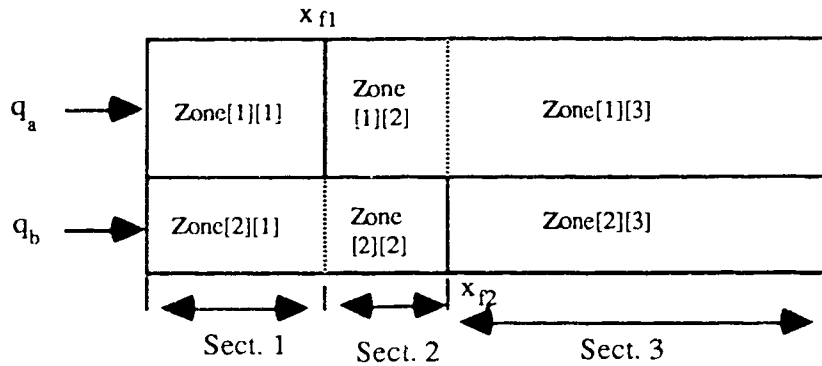 x f1
q a
Zone[1][1]
Zone
[1][2]
Zone[1][3]
q b
Zone[2][1]
Zone
[2][2]
Zone[2][3]
x f2
Sect. 1
Sect. 2
Sect. 3